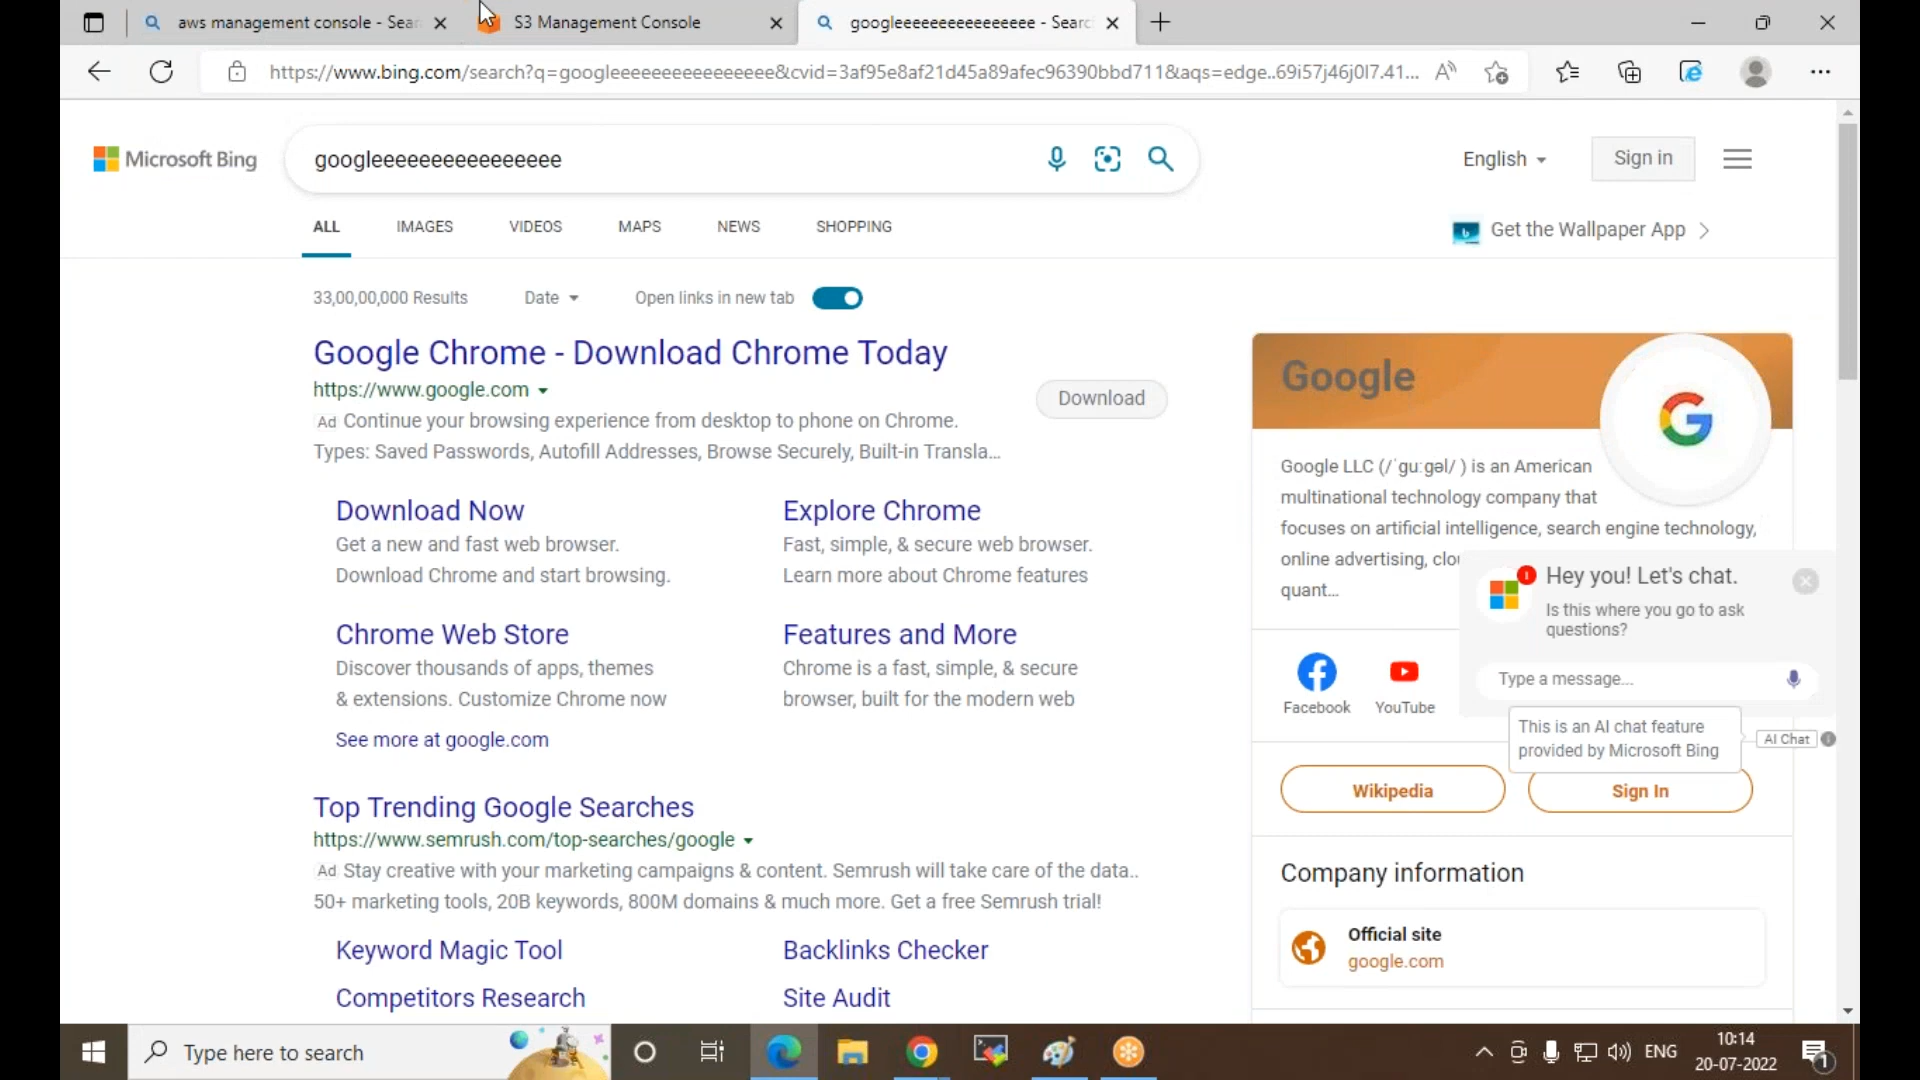 aws management console - Sear
S3 Management Console
googleeeeeeeeeeeeeeee - Searc
https://www.bing.com/search?q=googleeeeeeeeeeeeeeee&cvid=3af95e8af21d45a89afec96390bbd711&aqs=edge..69i57j46j0l7.41...
Microsoft Bing
googleeeeeeeeeeeeeeee
English
Sign in
ALL
IMAGES
VIDEOS
MAPS
NEWS
SHOPPING
Get the Wallpaper App
33,00,00,000 Results
Date
Open links in new tab
Google Chrome - Download Chrome Today
https://www.google.com
Ad Continue your browsing experience from desktop to phone on Chrome.
Types: Saved Passwords, Autofill Addresses, Browse Securely, Built-in Transla...
Download
Download Now
Get a new and fast web browser.
Download Chrome and start browsing.
Explore Chrome
Fast, simple, & secure web browser.
Learn more about Chrome features
Chrome Web Store
Discover thousands of apps, themes
& extensions. Customize Chrome now
Features and More
Chrome is a fast, simple, & secure
browser, built for the modern web
See more at google.com
Top Trending Google Searches
https://www.semrush.com/top-searches/google
Ad Stay creative with your marketing campaigns & content. Semrush will take care of the data..
50+ marketing tools, 20B keywords, 800M domains & much more. Get a free Semrush trial!
Keyword Magic Tool
Backlinks Checker
Competitors Research
Site Audit
Google
Google LLC (/ˈɡuːɡəl/ ) is an American
multinational technology company that
focuses on artificial intelligence, search engine technology,
online advertising, clou
quant...
Hey you! Let's chat.
Is this where you go to ask
questions?
Type a message...
This is an AI chat feature
provided by Microsoft Bing
AI Chat
Facebook
YouTube
Wikipedia
Sign In
Company information
Official site
google.com
Type here to search
ENG
10:14
20-07-2022
1